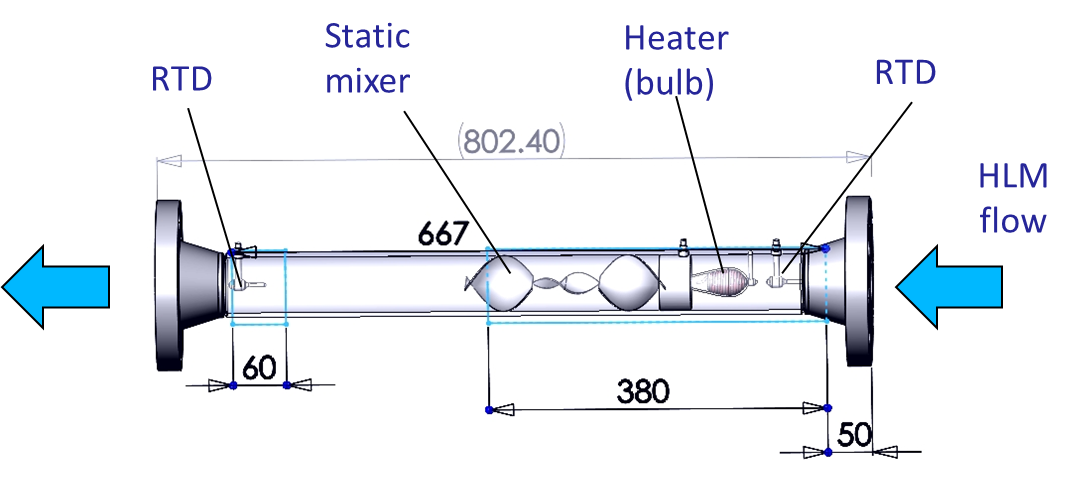 Static
mixer
Heater
(bulb)
RTD
RTD
(802.40)
HLM
flow
667
60
380
50